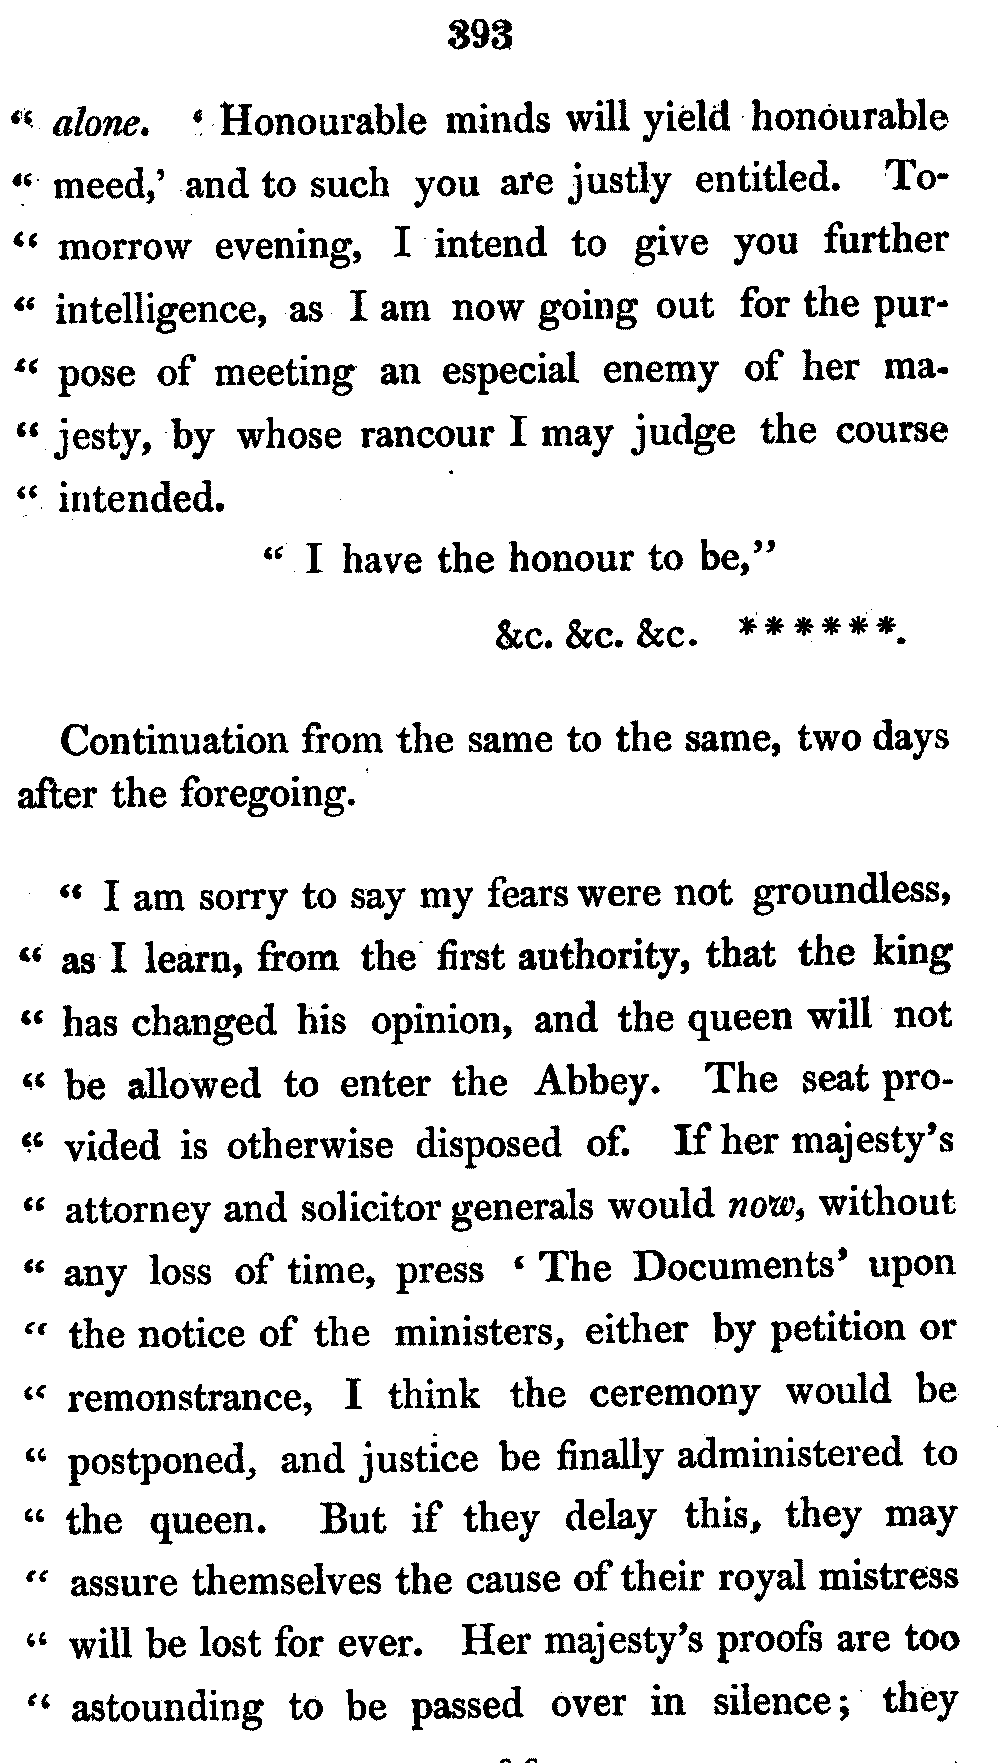 393
“ alone. ‘ Honourable minds will yield honourable
“ meed,’ and to such you are justly entitled. To-
“ morrow evening, I intend to give you further
“ intelligence, as I am now going out for the pur-
“ pose of meeting an especial enemy of her ma-
“ jesty, by whose rancour I may judge the course
“ intended.
“ I have the honour to be,”
&c. &c. &c. ******.
Continuation from the same to the same, two days
after the foregoing.
“ I am sorry to say my fears were not groundless,
“ as I learn, from the first authority, that the king
“ has changed his opinion, and the queen will not
“ be allowed to enter the Abbey. The seat pro-
“ vided is otherwise disposed of. If her majesty’s
“ attorney and solicitor generals would now, without
“ any loss of time, press ‘ The Documents’ upon
“ the notice of the ministers, either by petition or
“ remonstrance, I think the ceremony would be
“ postponed, and justice be finally administered to
“ the queen. But if they delay this, they may
“ assure themselves the cause of their royal mistress
“ will be lost for ever. Her majesty’s proofs are too
“ astounding to be passed over in silence; they